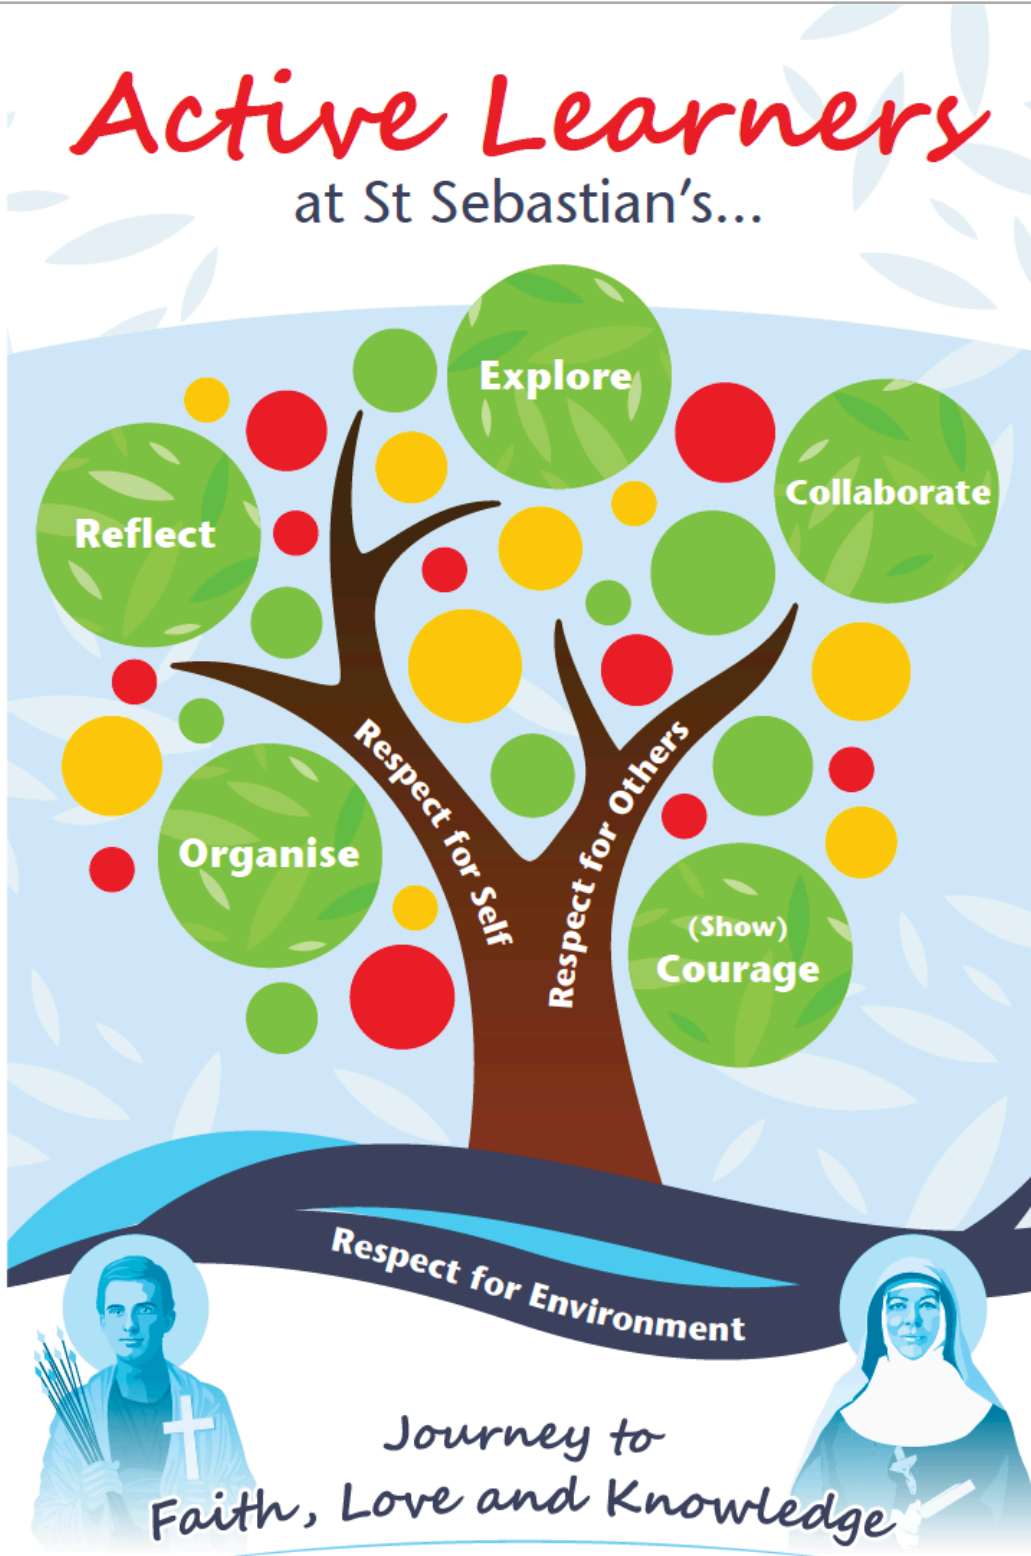 Active Learners
at St Sebastian's...
Explore
Collaborate
Reflect
Respect for Self
Respect for Others
Organise
(Show)
Courage
Respect for Environment
Journey to
Faith, Love and Knowledge